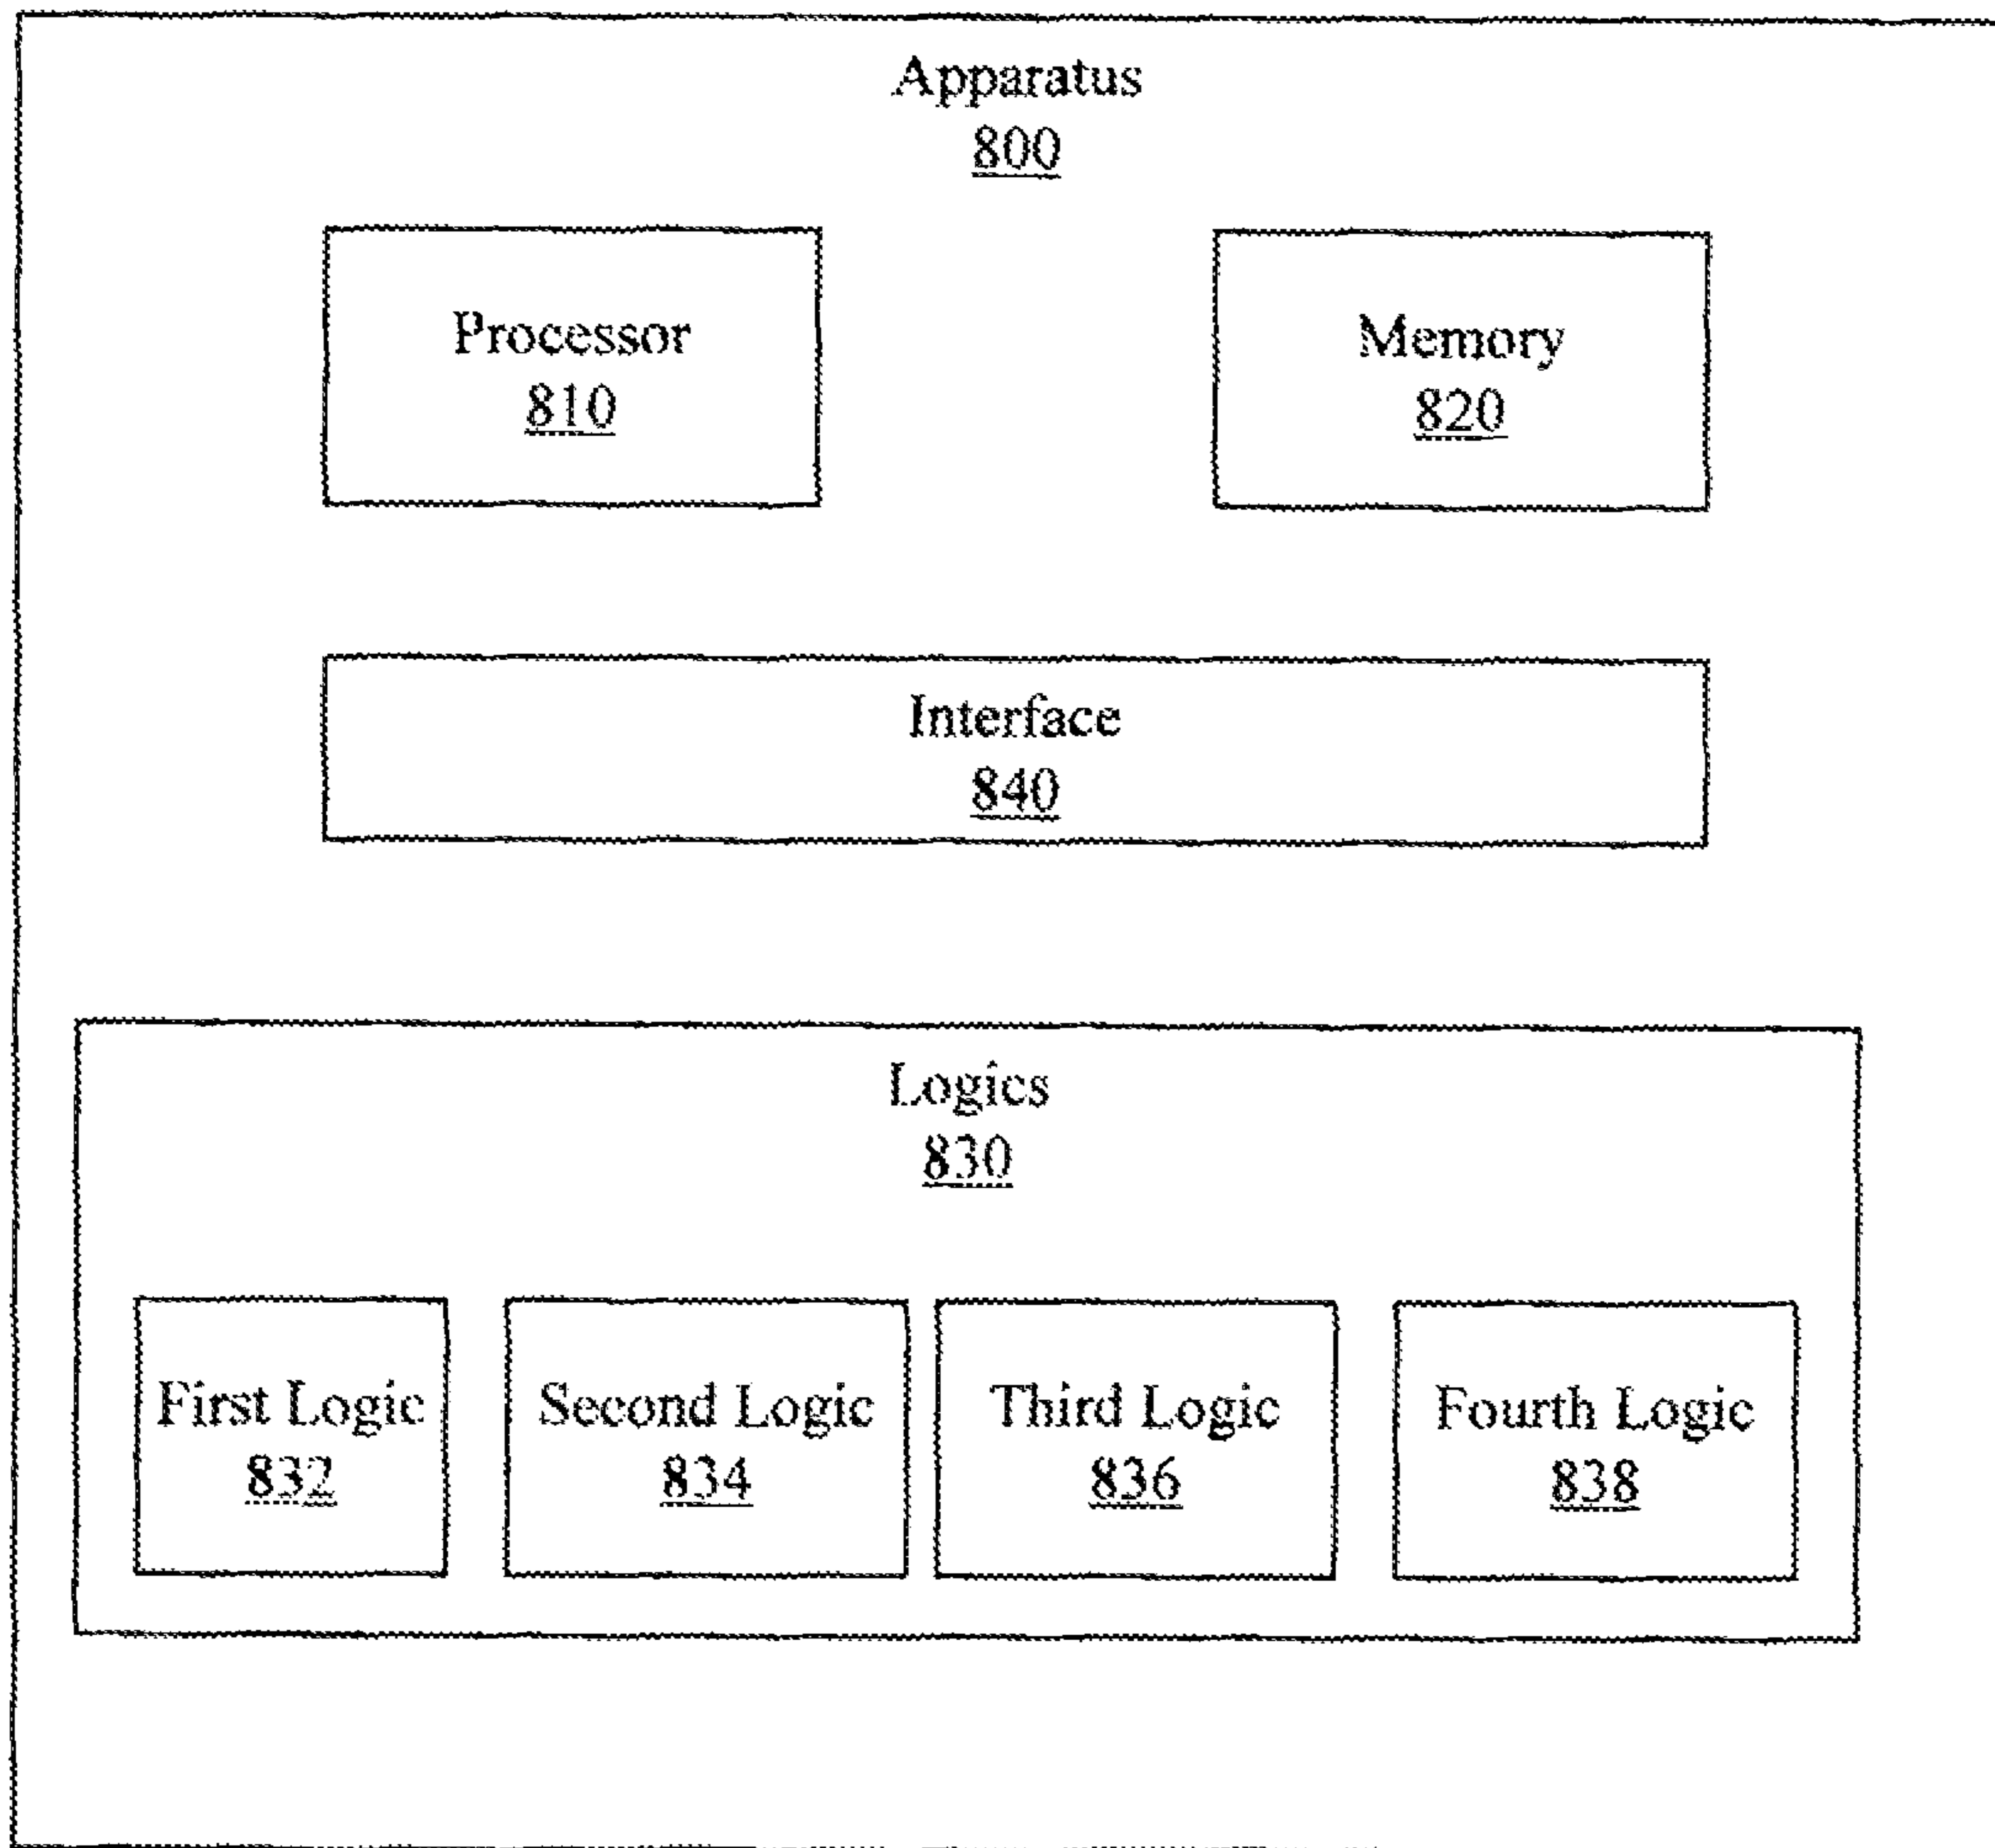 Apparatus
800
Processor
810
Memory
820
Interface
840
Logics
830
First Logic
832
Second Logic
834
Third Logic
836
Fourth Logic
838